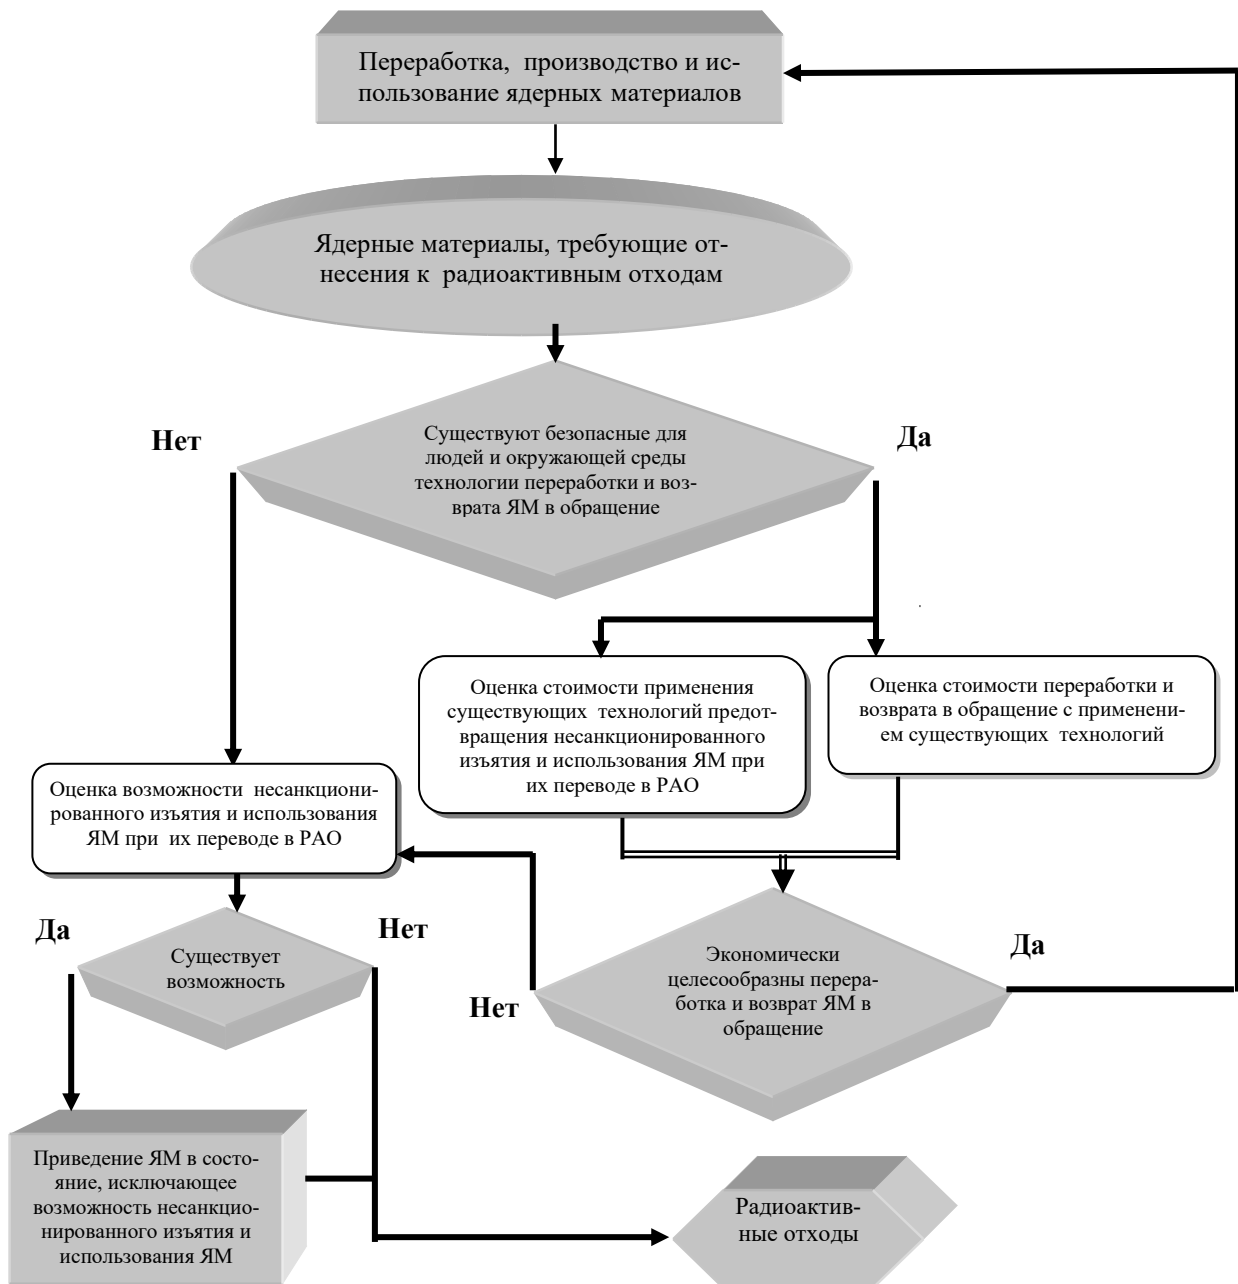 Переработка, производство и ис-
пользование ядерных материалов
Ядерные материалы, требующие от-
несения к радиоактивным отходам
Нет
Да
Существуют безопасные для
людей и окружающей среды
технологии переработки и воз-
врата ЯМ в обращение
Оценка стоимости применения
существующих технологий предот-
вращения несанкционированного
изъятия и использования ЯМ при
их переводе в РАО
Оценка стоимости переработки и
возврата в обращение с применени-
ем существующих технологий
Оценка возможности несанкциони-
рованного изъятия и использования
ЯМ при их переводе в РАО
Да
Нет
Существует
возможность
Нет
Да
Экономически
целесообразны перера-
ботка и возврат ЯМ в
обращение
Приведение ЯМ в состо-
яние, исключающее
возможность несанкцио-
нированного изъятия и
использования ЯМ
Радиоактив-
ные отходы